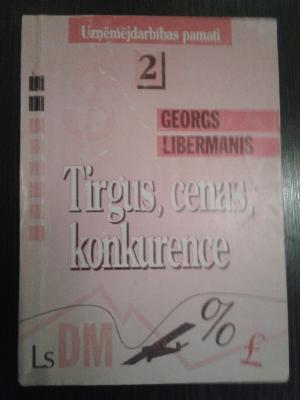 Uzņēmējdarbības pamati
2
GEORGS
LIBERMANIS
Tirgus, cenas,
konkurence
%
Ls DM £